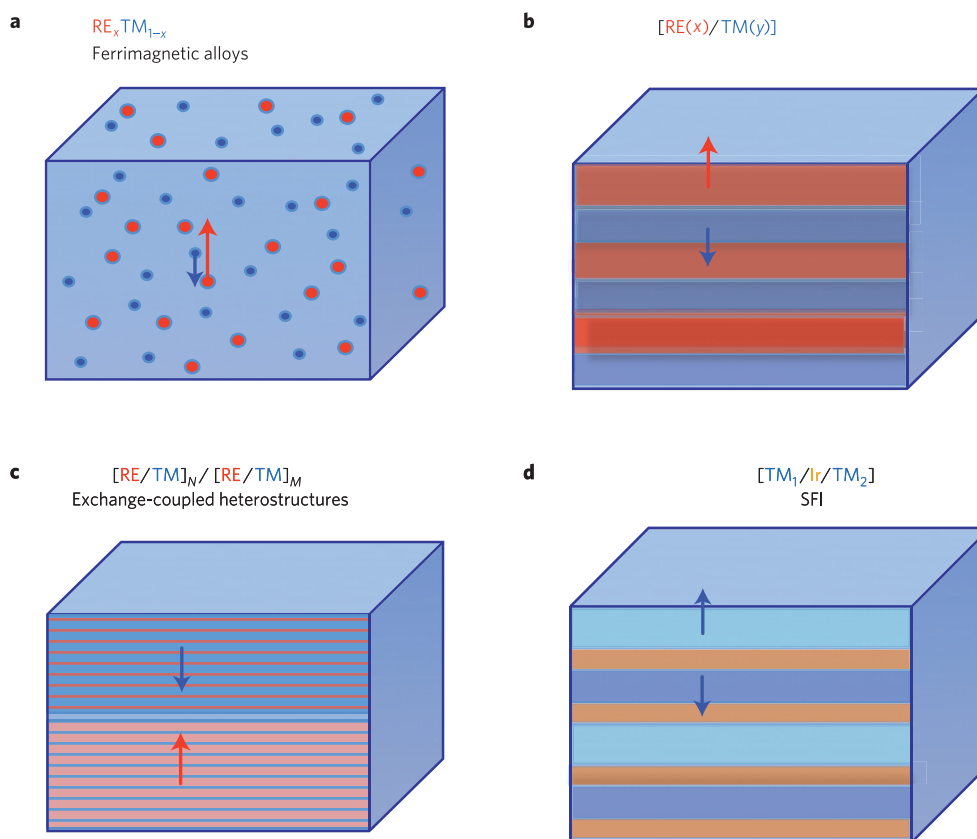 a
RExTM1−x
Ferrimagnetic alloys
b
[RE(x)/TM(y)]
c
[RE/TM]N/ [RE/TM]M
Exchange-coupled heterostructures
d
[TM1/Ir/TM2]
SFI